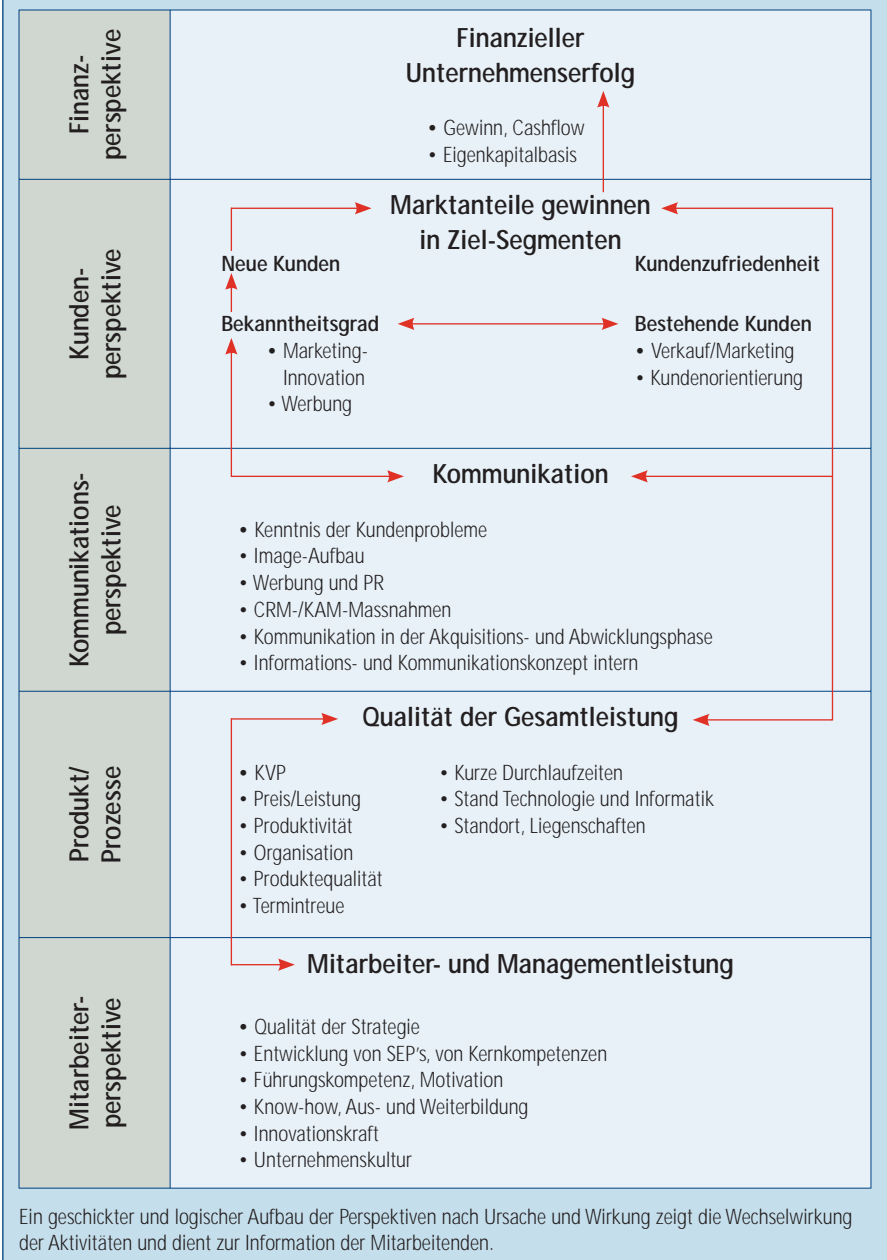 Finanz-
perspektive
Finanzieller
Unternehmenserfolg
• Gewinn, Cashflow
• Eigenkapitalbasis
Kunden-
perspektive
Marktanteile gewinnen
in Ziel-Segmenten
Neue Kunden
Kundenzufriedenheit
Bekanntheitsgrad
• Marketing-
Innovation
• Werbung
Bestehende Kunden
• Verkauf/Marketing
• Kundenorientierung
Kommunikations-
perspektive
Kommunikation
• Kenntnis der Kundenprobleme
• Image-Aufbau
• Werbung und PR
• CRM-/KAM-Massnahmen
• Kommunikation in der Akquisitions- und Abwicklungsphase
• Informations- und Kommunikationskonzept intern
Produkt/
Prozesse
Qualität der Gesamtleistung
• KVP
• Preis/Leistung
• Produktivität
• Organisation
• Produktequalität
• Termintreue
• Kurze Durchlaufzeiten
• Stand Technologie und Informatik
• Standort, Liegenschaften
Mitarbeiter-
perspektive
Mitarbeiter- und Managementleistung
• Qualität der Strategie
• Entwicklung von SEP's, von Kernkompetenzen
• Führungskompetenz, Motivation
• Know-how, Aus- und Weiterbildung
• Innovationskraft
• Unternehmenskultur
Ein geschickter und logischer Aufbau der Perspektiven nach Ursache und Wirkung zeigt die Wechselwirkung
der Aktivitäten und dient zur Information der Mitarbeitenden.